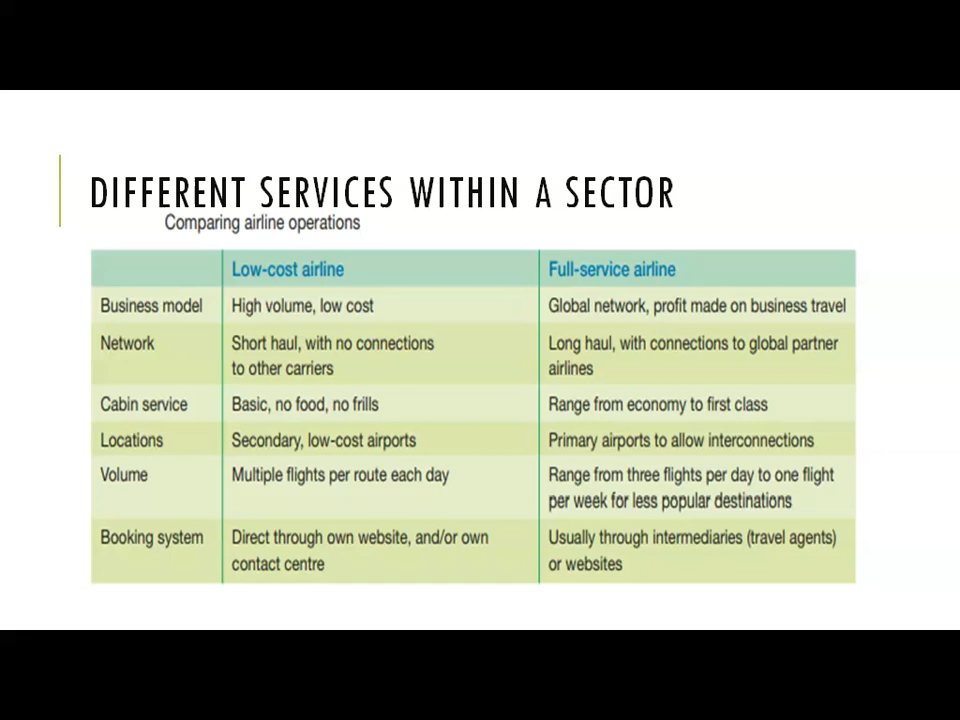 DIFFERENT SERVICES WITHIN A SECTOR
Comparing airline operations
Low-cost airline Full-service airline
Business model High volume, low cost Global network, profit made on business travel
Network Short haul, with no connections Long haul, with connections to global partner
to other carriers airlines
Cabin service Basic, no food, no frills Range from economy to first class
Locations Secondary, low-cost airports Primary airports to allow interconnections
Volume Multiple flights per route each day Range from three flights per day to one flight
per week for less popular destinations
Booking system Direct through own website, and/or own Usually through intermediaries (travel agents)
contact centre or websites